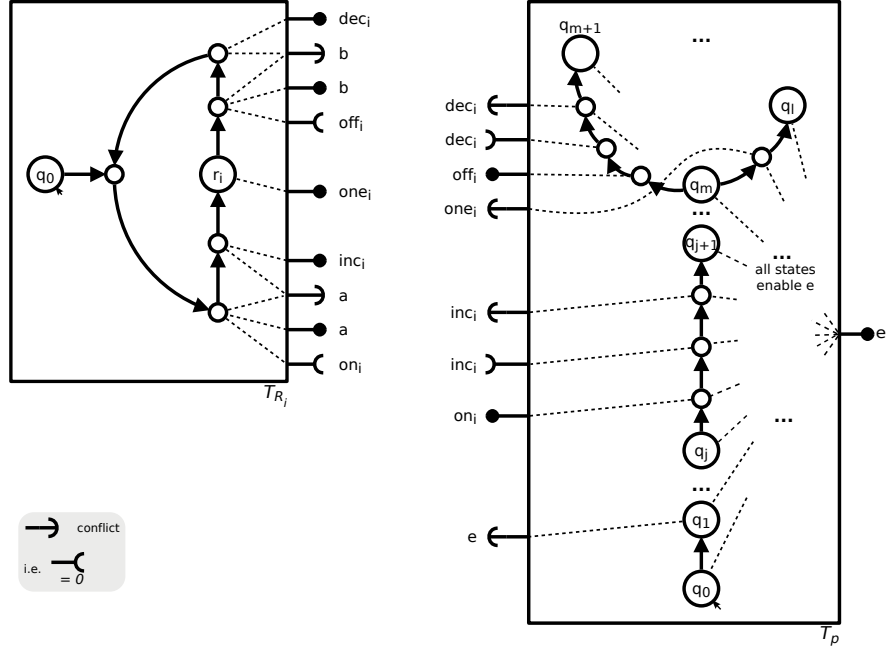 dec_i
b
b
off_i
q_0
r_i
one_i
inc_i
a
a
on_i
T_{R_i}
conflict
i.e.
= 0
q_{m+1}
...
q_l
dec_i
dec_i
off_i
one_i
q_m
...
q_{j+1}
...
all states
enable e
inc_i
inc_i
on_i
e
q_j
...
...
q_1
e
q_0
T_p